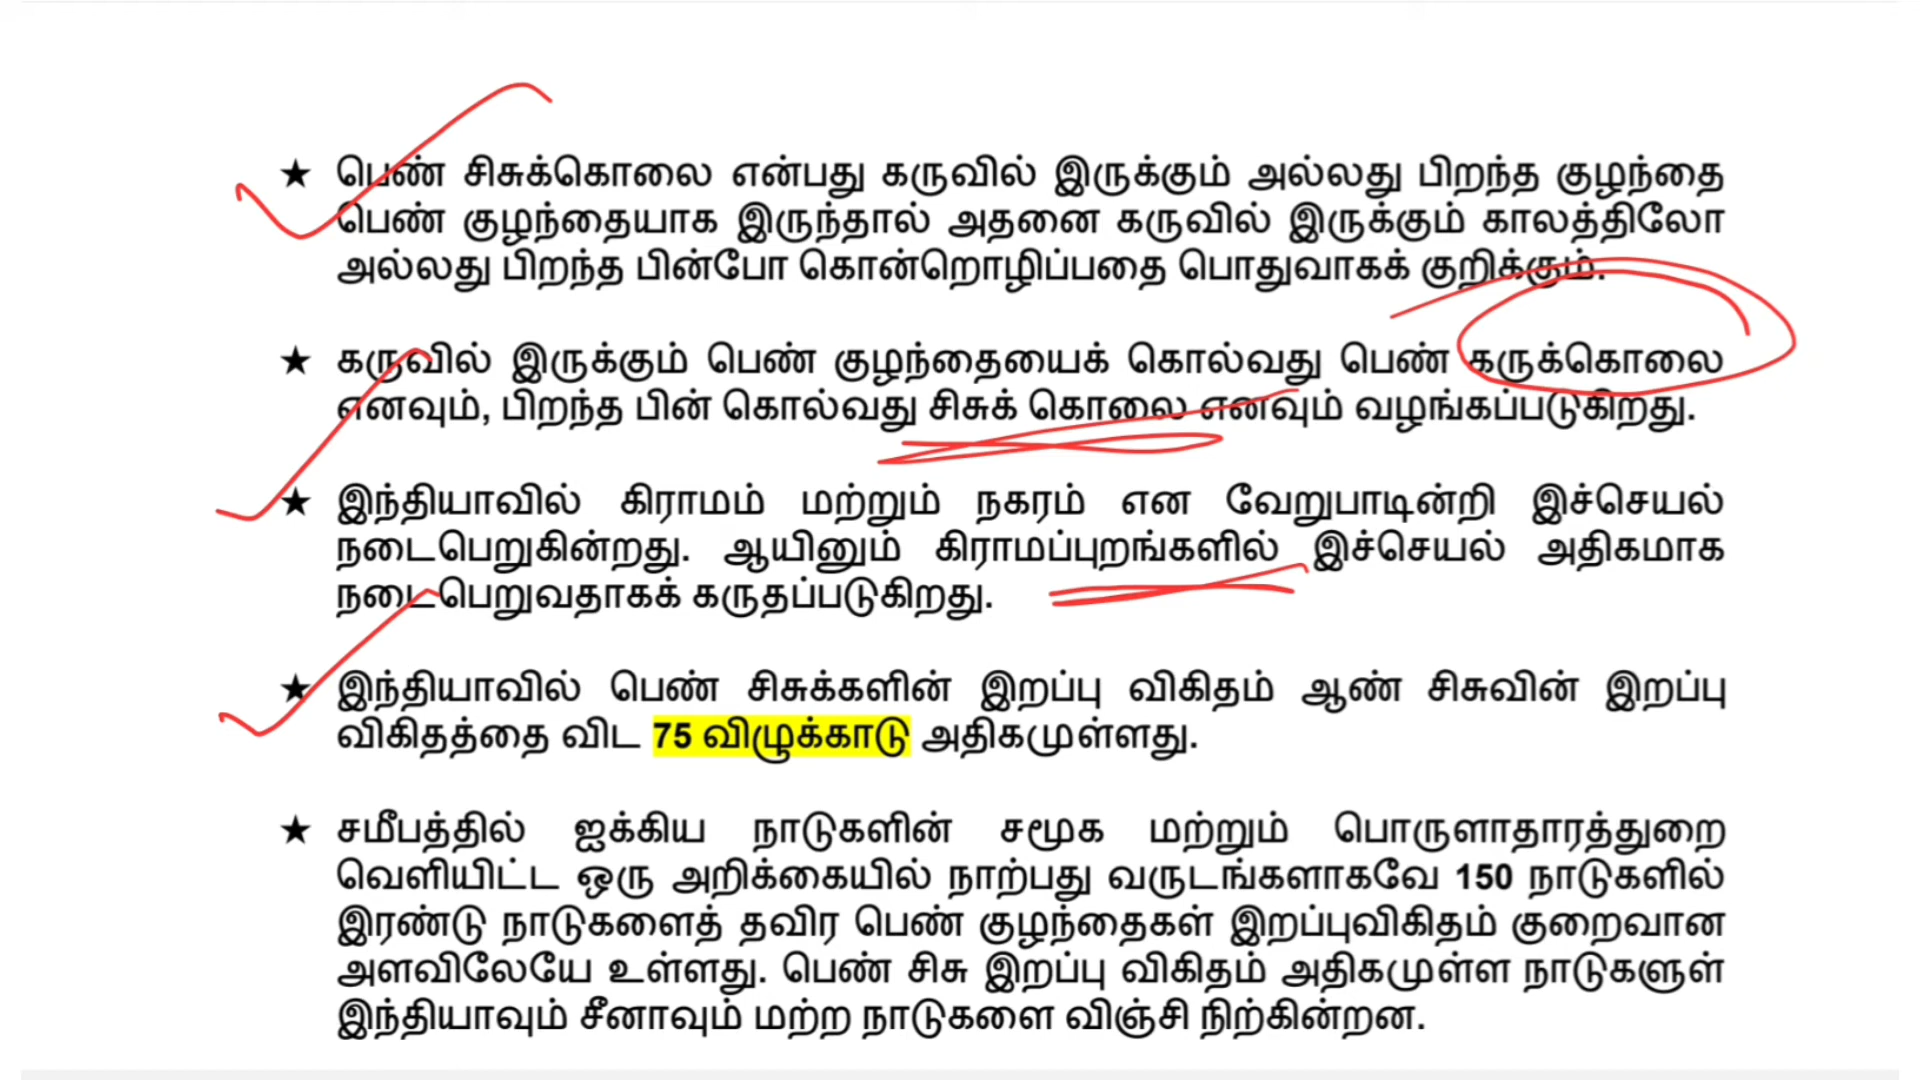 ★ பெண் சிசுக்கொலை என்பது கருவில் இருக்கும் அல்லது பிறந்த குழந்தை
பெண் குழந்தையாக இருந்தால் அதனை கருவில் இருக்கும் காலத்திலோ
அல்லது பிறந்த பின்போ கொன்றொழிப்பதை பொதுவாகக் குறிக்கும்.
★ கருவில் இருக்கும் பெண் குழந்தையைக் கொல்வது பெண் கருக்கொலை
எனவும், பிறந்த பின் கொல்வது சிசுக் கொலை எனவும் வழங்கப்படுகிறது.
★ இந்தியாவில் கிராமம் மற்றும் நகரம் என வேறுபாடின்றி இச்செயல்
நடைபெறுகின்றது. ஆயினும் கிராமப்புறங்களில் இச்செயல் அதிகமாக
நடைபெறுவதாகக் கருதப்படுகிறது.
★ இந்தியாவில் பெண் சிசுக்களின் இறப்பு விகிதம் ஆண் சிசுவின் இறப்பு
விகிதத்தை விட 75 விழுக்காடு அதிகமுள்ளது.
★ சமீபத்தில் ஐக்கிய நாடுகளின் சமூக மற்றும் பொருளாதாரத்துறை
வெளியிட்ட ஒரு அறிக்கையில் நாற்பது வருடங்களாகவே 150 நாடுகளில்
இரண்டு நாடுகளைத் தவிர பெண் குழந்தைகள் இறப்புவிகிதம் குறைவான
அளவிலேயே உள்ளது. பெண் சிசு இறப்பு விகிதம் அதிகமுள்ள நாடுகளுள்
இந்தியாவும் சீனாவும் மற்ற நாடுகளை விஞ்சி நிற்கின்றன.